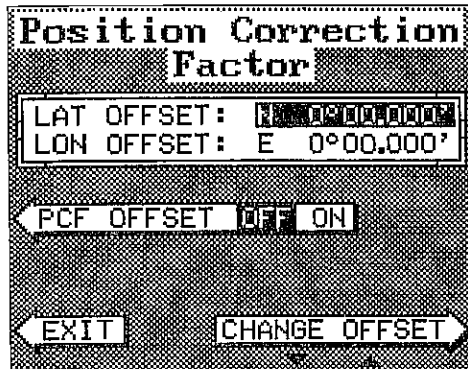 Position Correction
Factor
LAT OFFSET: N 0°00.000'
LON OFFSET: E 0°00.000'
PCF OFFSET OFF ON
EXIT CHANGE OFFSET